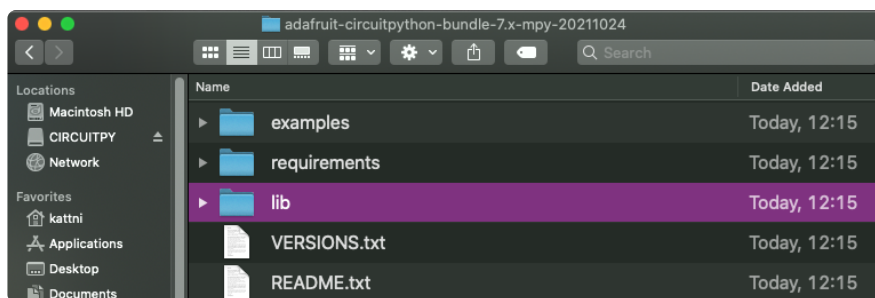 adafruit-circuitpython-bundle-7.x-mpy-20211024
Search
Locations
Macintosh HD
CIRCUITPY
Network
Favorites
kattni
Applications
Desktop
Documents
Name Date Added
examples Today, 12:15
requirements Today, 12:15
lib Today, 12:15
VERSIONS.txt Today, 12:15
README.txt Today, 12:15